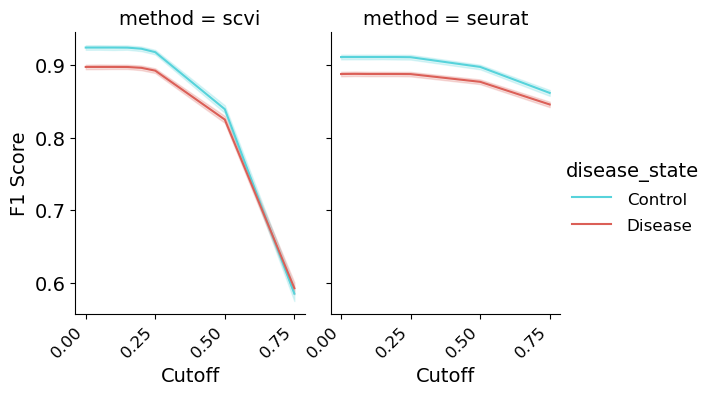 method = scvi
method = seurat
F1 Score
0.9
0.8
0.7
0.6
0.00
0.25
0.50
0.75
Cutoff
0.00
0.25
0.50
0.75
Cutoff
disease_state
Control
Disease